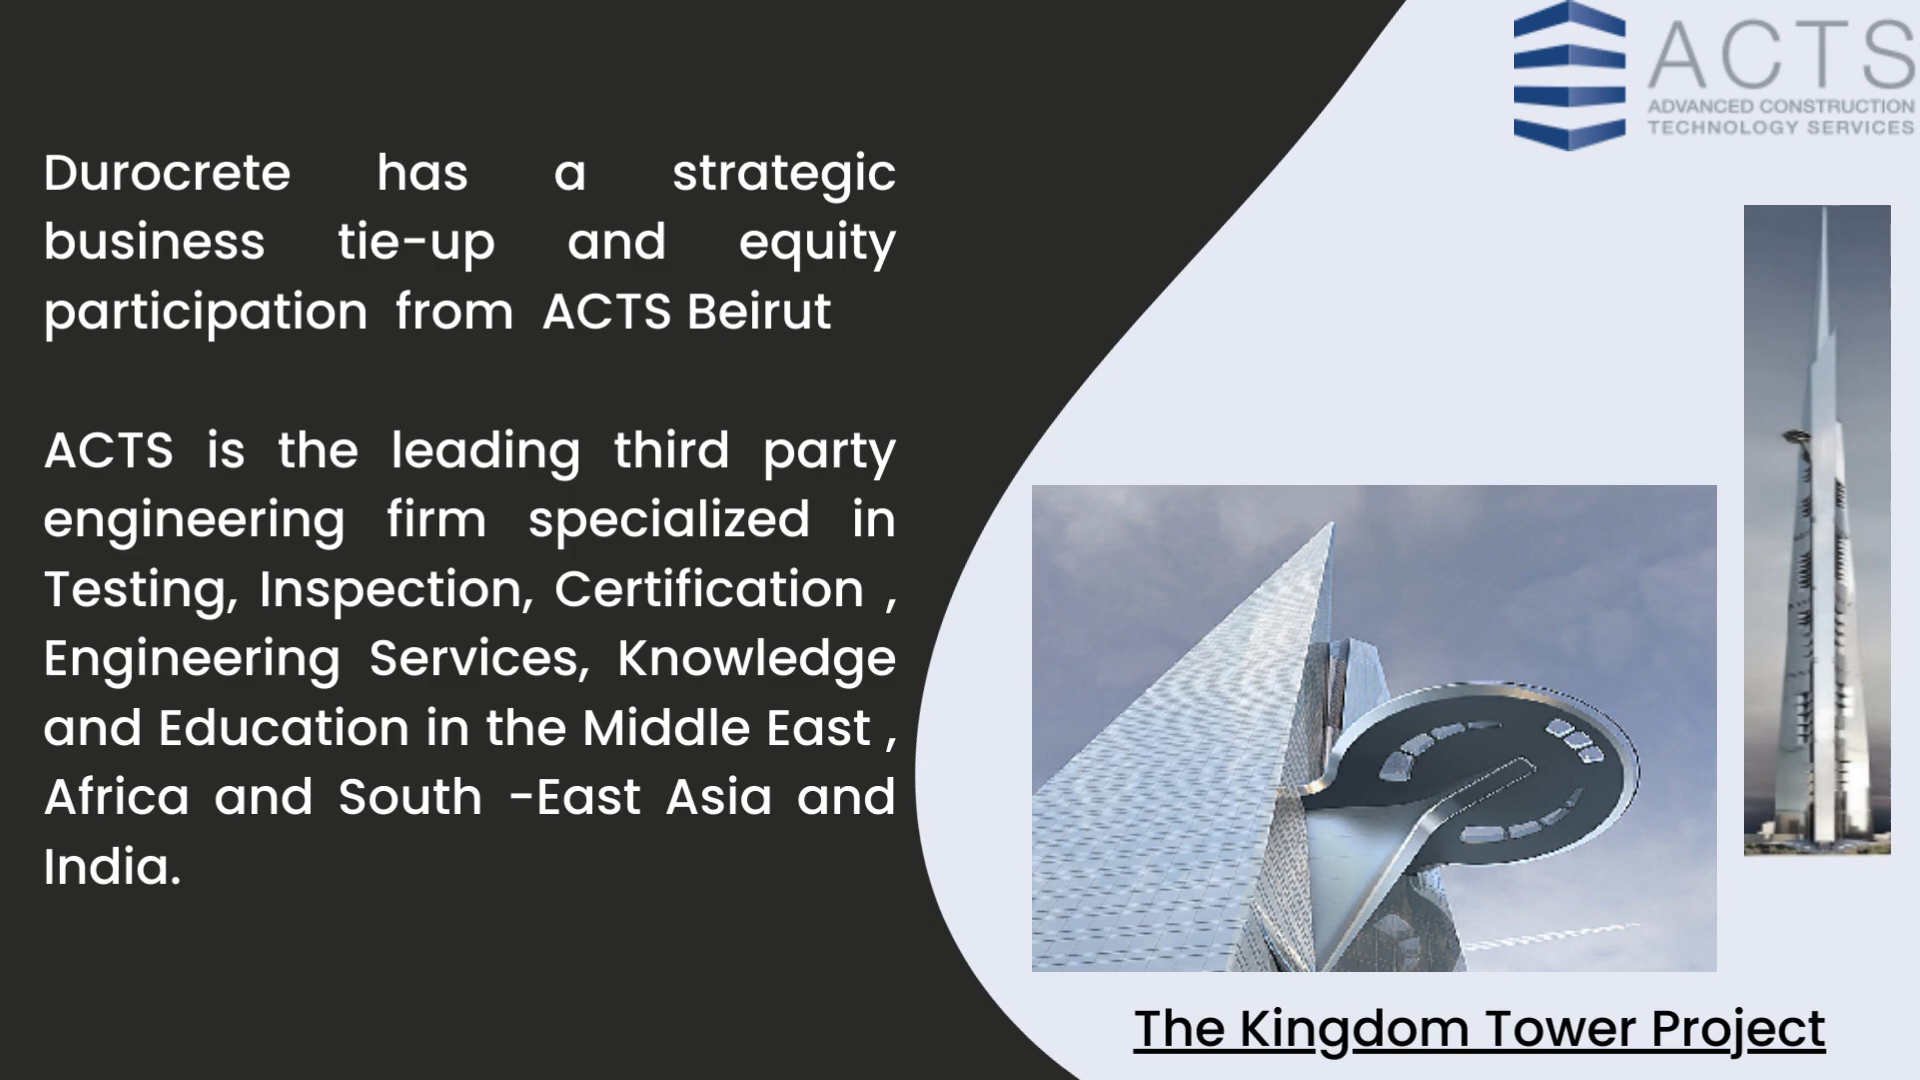 Durocrete has a strategic
business tie-up and equity
participation from ACTS Beirut
ACTS is the leading third party
engineering firm specialized in
Testing, Inspection, Certification ,
Engineering Services, Knowledge
and Education in the Middle East ,
Africa and South -East Asia and
India.
ACTS
ADVANCED CONSTRUCTION
TECHNOLOGY SERVICES
The Kingdom Tower Project